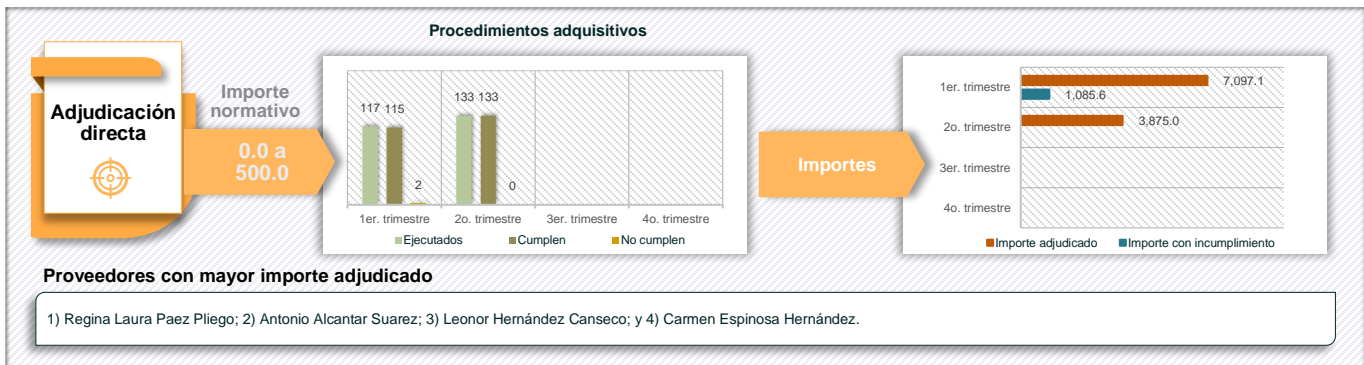 Procedimientos adquisitivos
Adjudicación
directa
Importe
normativo
0.0 a
500.0
117 115
2
133 133
0
1er. trimestre 2o. trimestre 3er. trimestre 4o. trimestre
Ejecutados Cumplen No cumplen
Importes
1er. trimestre 7,097.1
1,085.6
2o. trimestre 3,875.0
3er. trimestre
4o. trimestre
Importe adjudicado Importe con incumplimiento
Proveedores con mayor importe adjudicado
1) Regina Laura Paez Pliego; 2) Antonio Alcantar Suarez; 3) Leonor Hernández Canseco; y 4) Carmen Espinosa Hernández.